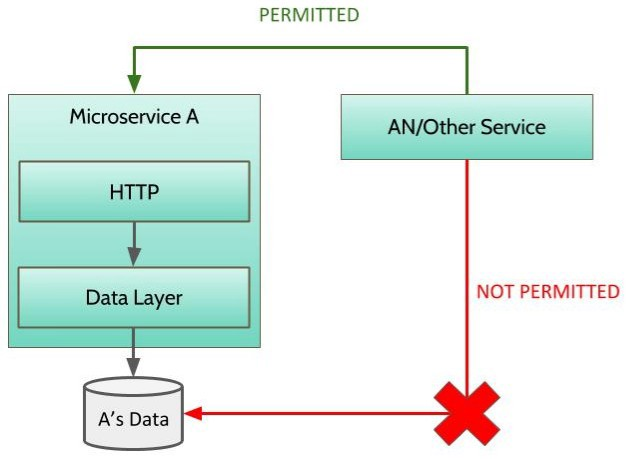 PERMITTED
Microservice A
AN/Other Service
HTTP
Data Layer
NOT PERMITTED
A's Data